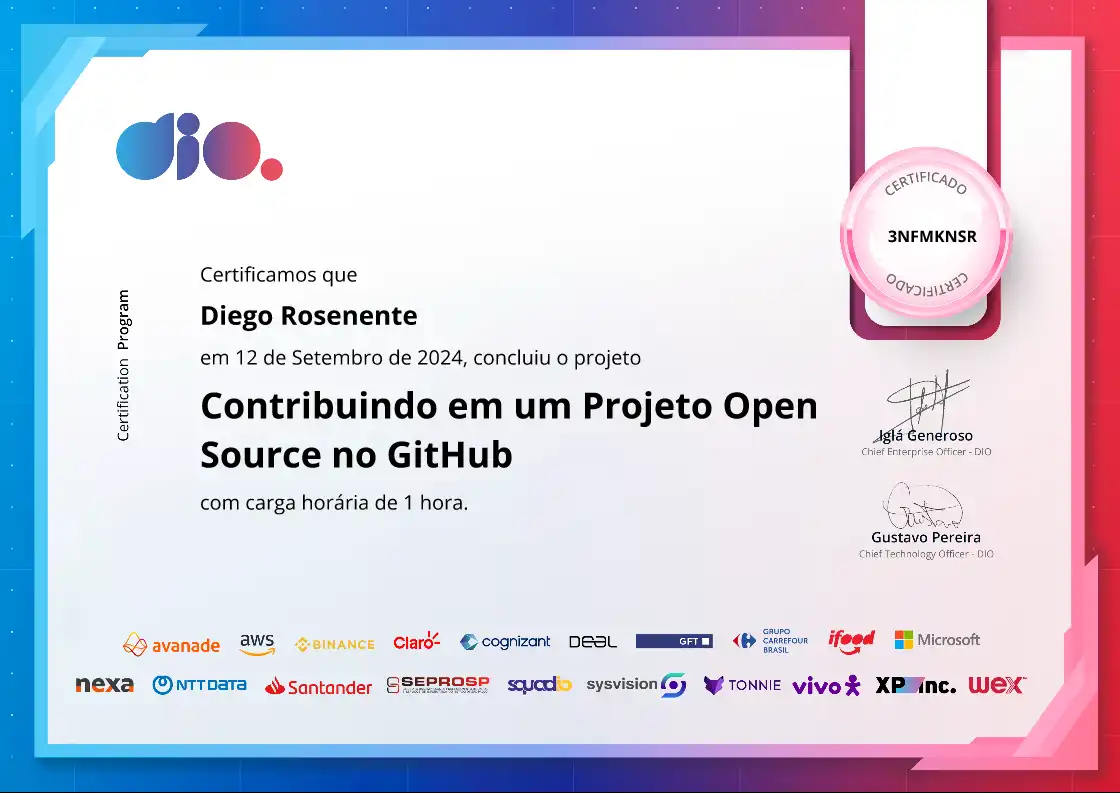 dio.
CERTIFICADO
3NFMKNSR
CERTIFICADO
Certification Program
Certificamos que
Diego Rosenente
em 12 de Setembro de 2024, concluiu o projeto
Contribuindo em um Projeto Open
Source no GitHub
com carga horária de 1 hora.
Iglá Generoso
Chief Enterprise Officer - DIO
Gustavo Pereira
Chief Technology Officer - DIO
avanade aws BINANCE Claro cognizant DEAL GFT GRUPO CARREFOUR BRASIL ifood Microsoft
nexa NTT DATA Santander SEPROSP squadio sysvision TONNIE vivo XP inc. wex